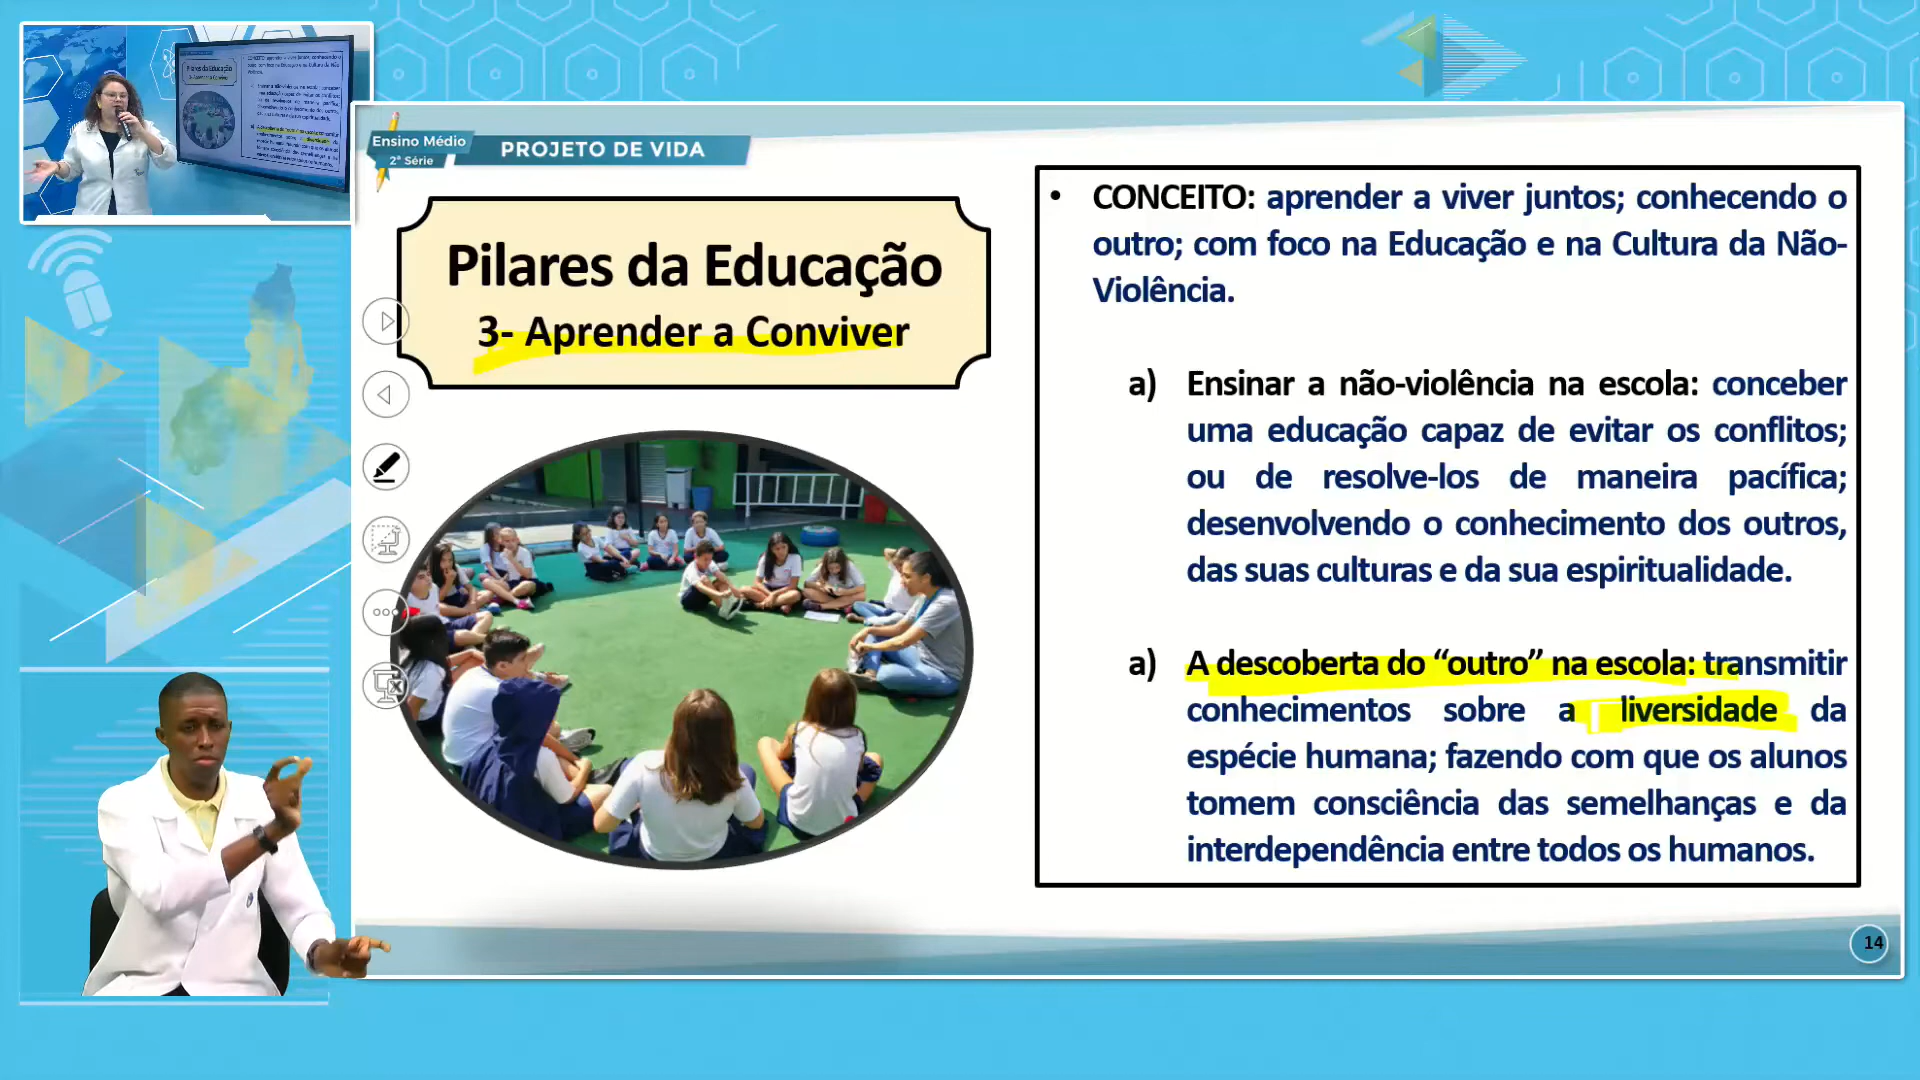 Ensino Médio
2ª Série
PROJETO DE VIDA
Pilares da Educação
3- Aprender a Conviver
• CONCEITO: aprender a viver juntos; conhecendo o
outro; com foco na Educação e na Cultura da Não-
Violência.
a) Ensinar a não-violência na escola: conceber
uma educação capaz de evitar os conflitos;
ou de resolve-los de maneira pacífica;
desenvolvendo o conhecimento dos outros,
das suas culturas e da sua espiritualidade.
a) A descoberta do “outro” na escola: transmitir
conhecimentos sobre a liversidade da
espécie humana; fazendo com que os alunos
tomem consciência das semelhanças e da
interdependência entre todos os humanos.
14